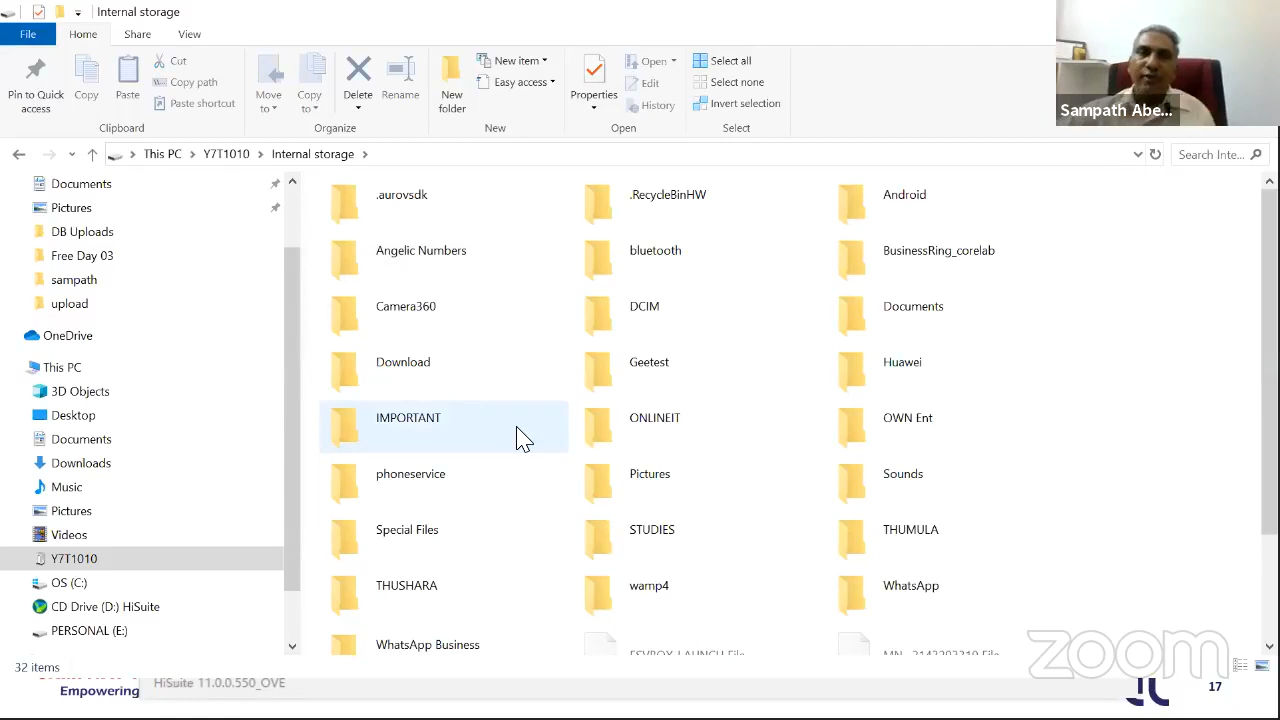 Internal storage
File Home Share View
Pin to Quick access
Copy
Paste
Cut
Copy path
Paste shortcut
Clipboard
Move to
Copy to
Delete
Rename
Organize
New folder
New item
Easy access
New
Properties
Open
Edit
History
Open
Select all
Select none
Invert selection
Select
Sampath Abe...
This PC > Y7T1010 > Internal storage >
Search Inte...
Documents
Pictures
DB Uploads
Free Day 03
sampath
upload
OneDrive
This PC
3D Objects
Desktop
Documents
Downloads
Music
Pictures
Videos
Y7T1010
OS (C:)
CD Drive (D:) HiSuite
PERSONAL (E:)
.aurovsdk
.RecycleBinHW
Android
Angelic Numbers
bluetooth
BusinessRing_corelab
Camera360
DCIM
Documents
Download
Geetest
Huawei
IMPORTANT
ONLINEIT
OWN Ent
phoneservice
Pictures
Sounds
Special Files
STUDIES
THUMULA
THUSHARA
wamp4
WhatsApp
WhatsApp Business
32 items
zoom
Empowering
HiSuite 11.0.0.550_OVE
17